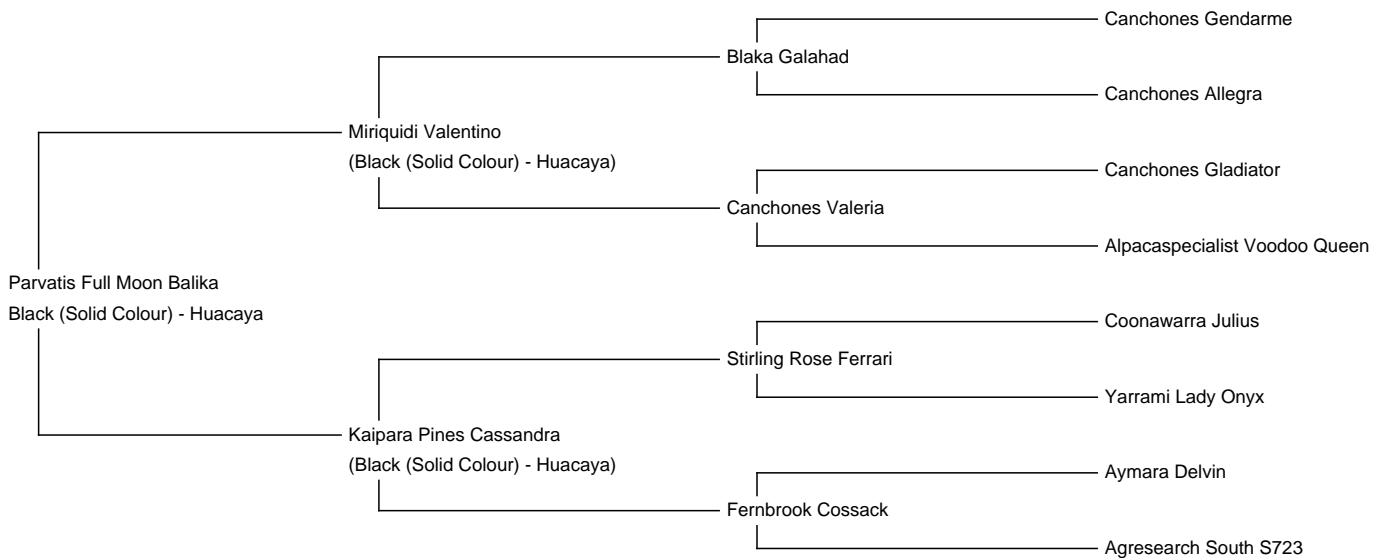 Canchones Gendarme
Blaka Galahad
Canchones Allegra
Miriquidi Valentino
(Black (Solid Colour) - Huacaya)
Canchones Gladiator
Canchones Valeria
Alpacaspecialist Voodoo Queen
Parvatis Full Moon Balika
Black (Solid Colour) - Huacaya
Coonawarra Julius
Stirling Rose Ferrari
Yarrami Lady Onyx
Kaipara Pines Cassandra
(Black (Solid Colour) - Huacaya)
Aymara Delvin
Fernbrook Cossack
Agresearch South S723